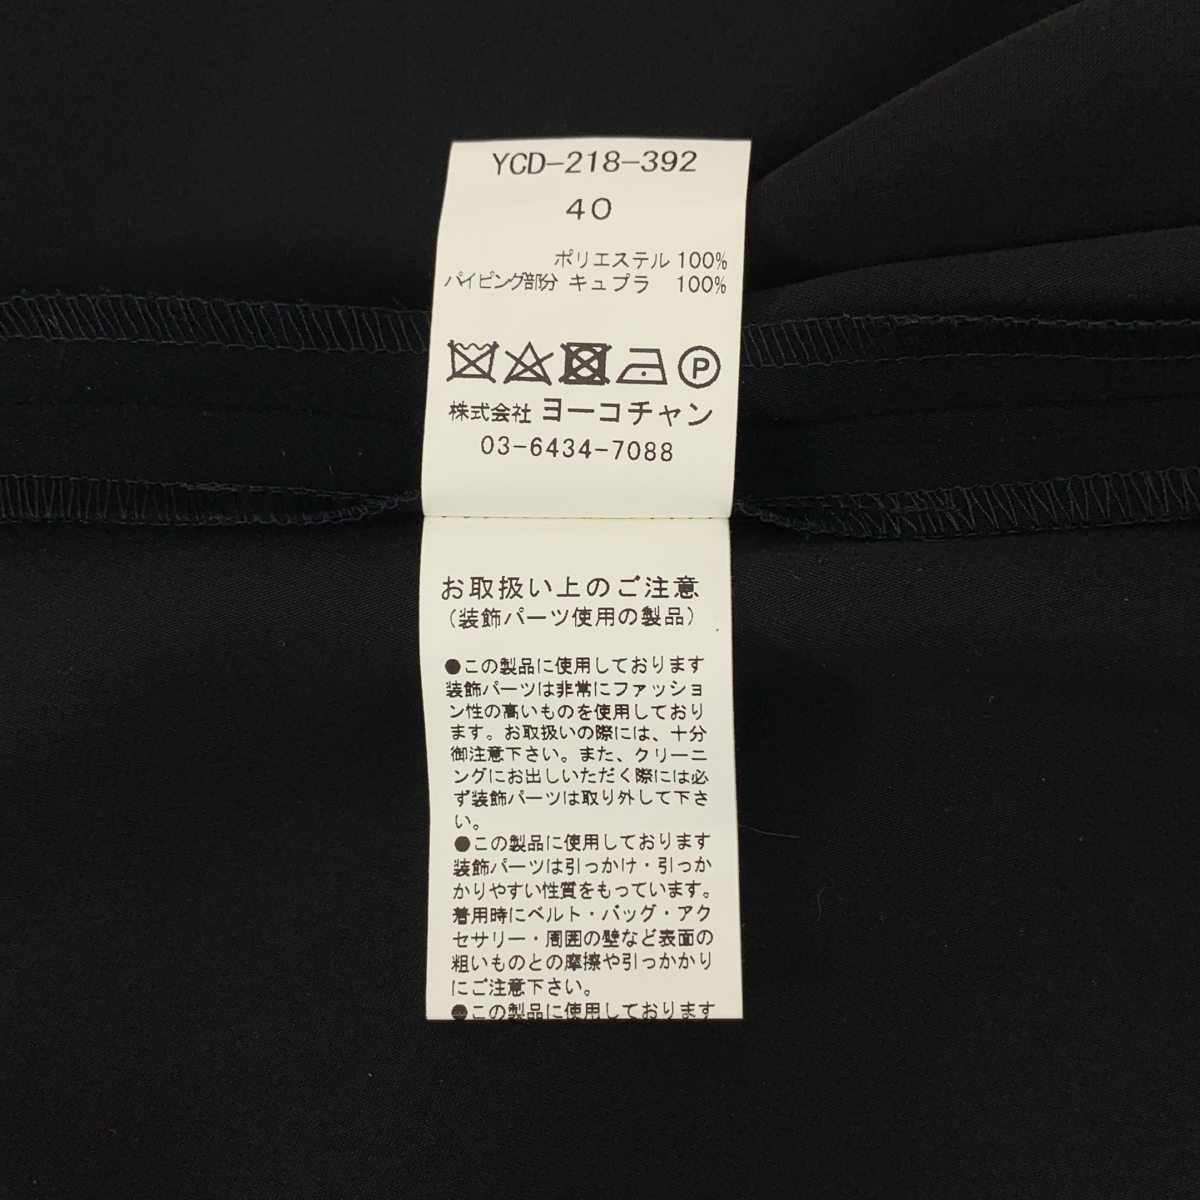 YCD-218-392
40
ポリエステル 100%
パイピング部分 キュプラ 100%
P
株式会社 ヨーコチャン
03-6434-7088
お取扱い上のご注意
(装飾パーツ使用の製品)
●この製品に使用しております
装飾パーツは非常にファッショ
ン性の高いものを使用しており
ます。お取扱いの際には、十分
御注意下さい。また、クリーニ
ングにお出しいただく際には必
ず装飾パーツは取り外して下さ
い。
●この製品に使用しております
装飾パーツは引っかけ・引っか
かりやすい性質をもっています。
着用時にベルト・バッグ・アク
セサリー・周囲の壁など表面の
粗いものとの摩擦や引っかかり
にご注意下さい。
●この製品に使用しております